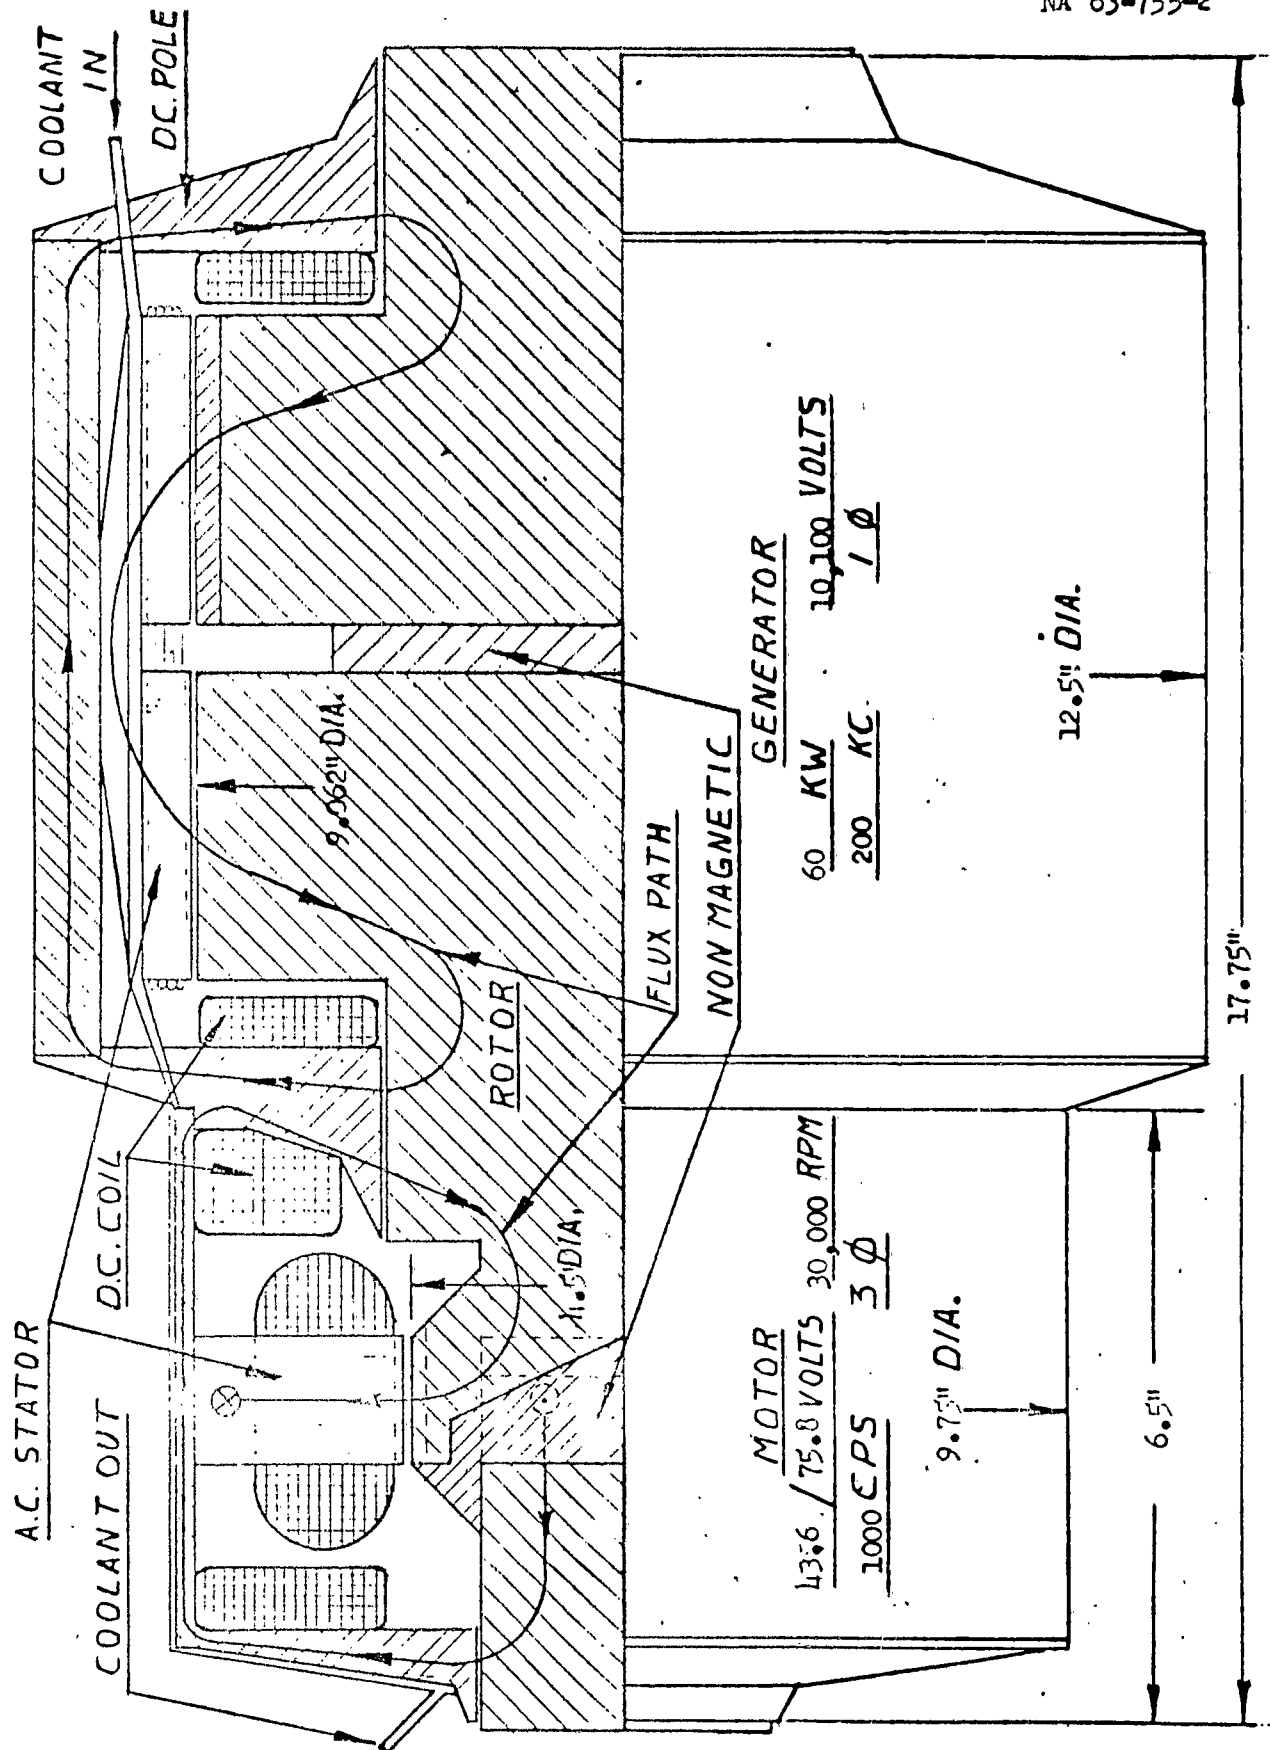 NA 63-755-2
COOLANT
IN
D.C. POLE
A.C. STATOR
COOLANT OUT
D.C. COIL
9.062" DIA.
ROTOR
FLUX PATH
NON MAGNETIC
GENERATOR
60 KW 10,100 VOLTS
200 KC. 1 Ø
12.5" DIA.
MOTOR
43.6/75.8 VOLTS 30,000 RPM
1000 CPS 3 Ø
9.75" DIA.
6.5"
17.75"